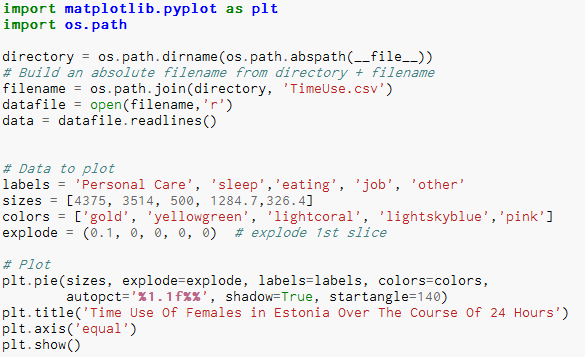 import matplotlib.pyplot as plt
import os.path
directory = os.path.dirname(os.path.abspath(__file__))
# Build an absolute filename from directory + filename
filename = os.path.join(directory, 'TimeUse.csv')
datafile = open(filename,'r')
data = datafile.readlines()
# Data to plot
labels = 'Personal Care', 'sleep','eating', 'job', 'other'
sizes = [4375, 3514, 500, 1284.7,326.4]
colors = ['gold', 'yellowgreen', 'lightcoral', 'lightskyblue','pink']
explode = (0.1, 0, 0, 0, 0)  # explode 1st slice
# Plot
plt.pie(sizes, explode=explode, labels=labels, colors=colors,
        autopct='%1.1f%%', shadow=True, startangle=140)
plt.title('Time Use Of Females in Estonia Over The Course Of 24 Hours')
plt.axis('equal')
plt.show()